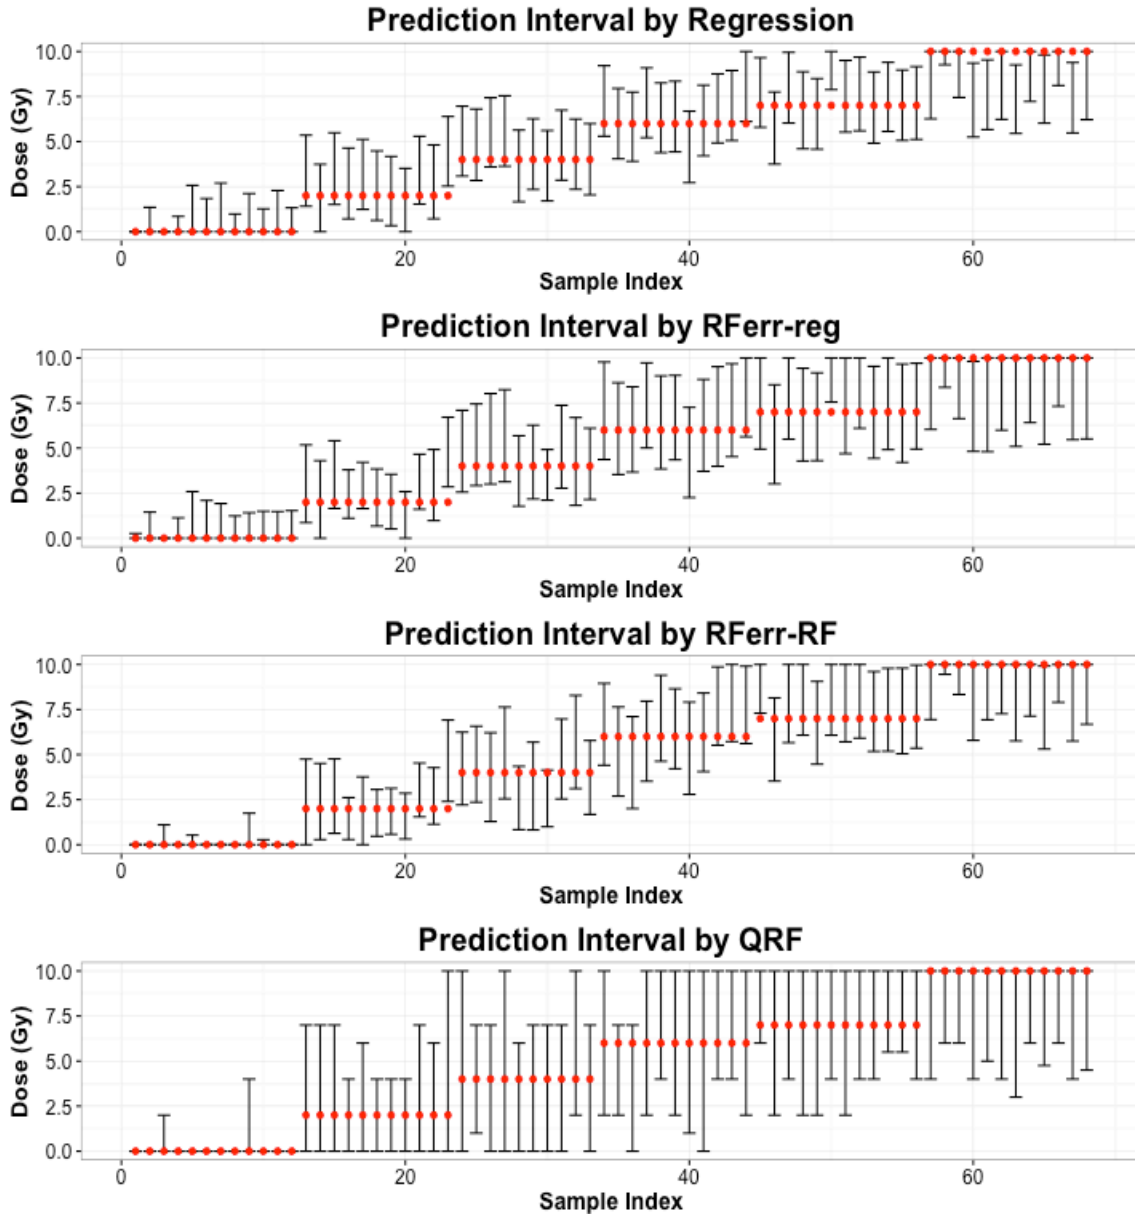 Prediction Interval by Regression
Dose (Gy)
10.0
7.5
5.0
2.5
0.0
0 20 40 60
Sample Index
Prediction Interval by RFerr-reg
Dose (Gy)
10.0
7.5
5.0
2.5
0.0
0 20 40 60
Sample Index
Prediction Interval by RFerr-RF
Dose (Gy)
10.0
7.5
5.0
2.5
0.0
0 20 40 60
Sample Index
Prediction Interval by QRF
Dose (Gy)
10.0
7.5
5.0
2.5
0.0
0 20 40 60
Sample Index